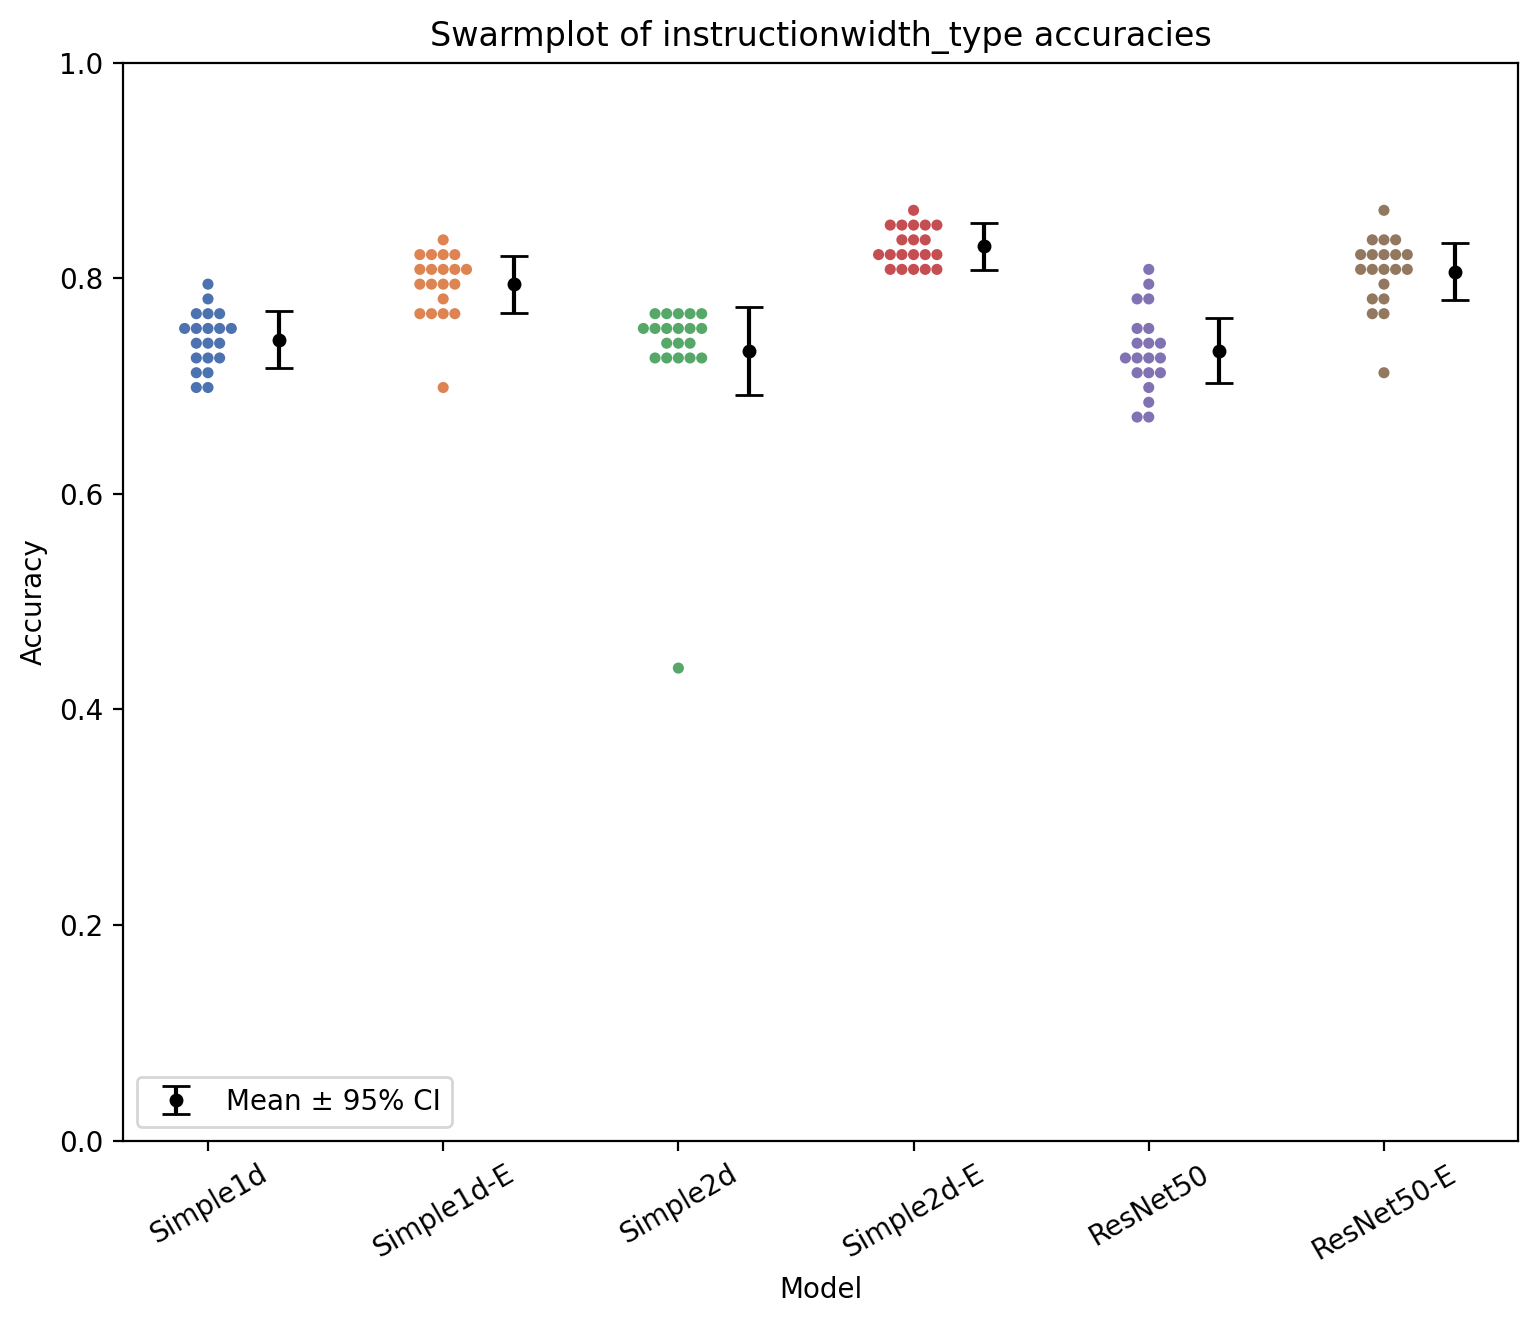 Swarmplot of instructionwidth_type accuracies
1.0
0.8
0.6
0.4
0.2
0.0
Accuracy
Mean ± 95% CI
Simple1d
Simple1d-E
Simple2d
Simple2d-E
ResNet50
ResNet50-E
Model